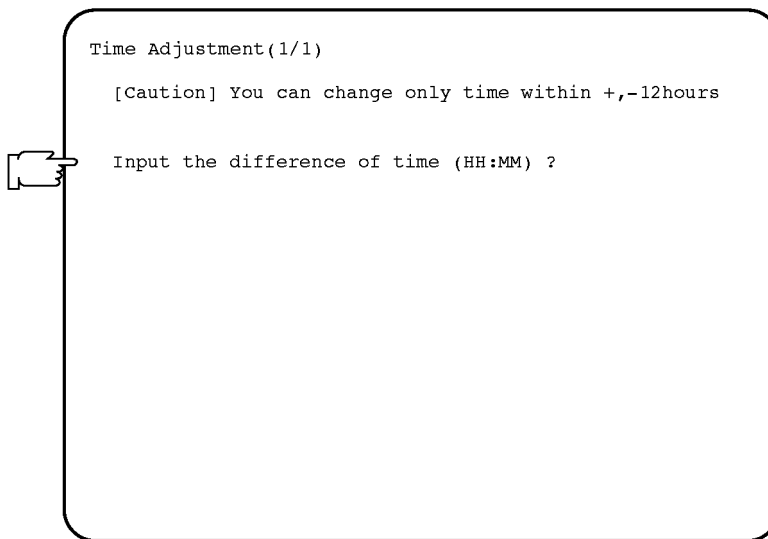 Time Adjustment(1/1)
[Caution] You can change only time within +,-12hours
Input the difference of time (HH:MM) ?